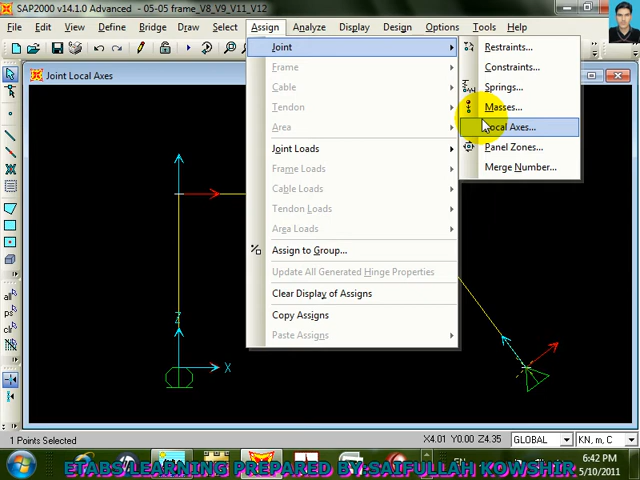 SAP2000 v14.1.0 Advanced - 05-05 frame_V8_V9_V11_V12
File Edit View Define Bridge Draw Select Assign Analyze Display Design Options Tools Help
Joint Local Axes
Joint
Frame
Cable
Tendon
Area
Joint Loads
Frame Loads
Cable Loads
Tendon Loads
Area Loads
Assign to Group...
Update All Generated Hinge Properties
Clear Display of Assigns
Copy Assigns
Paste Assigns
Restraints...
Constraints...
Springs...
Masses...
Local Axes...
Panel Zones...
Merge Number...
all
ps
clr
Z
X
1 Points Selected
X4.01 Y0.00 Z4.35
GLOBAL
KN, m, C
EN
6:42 PM
5/10/2011
ETABS LEARNING PREPARED BY:SAIFULLAH KOWSHIR